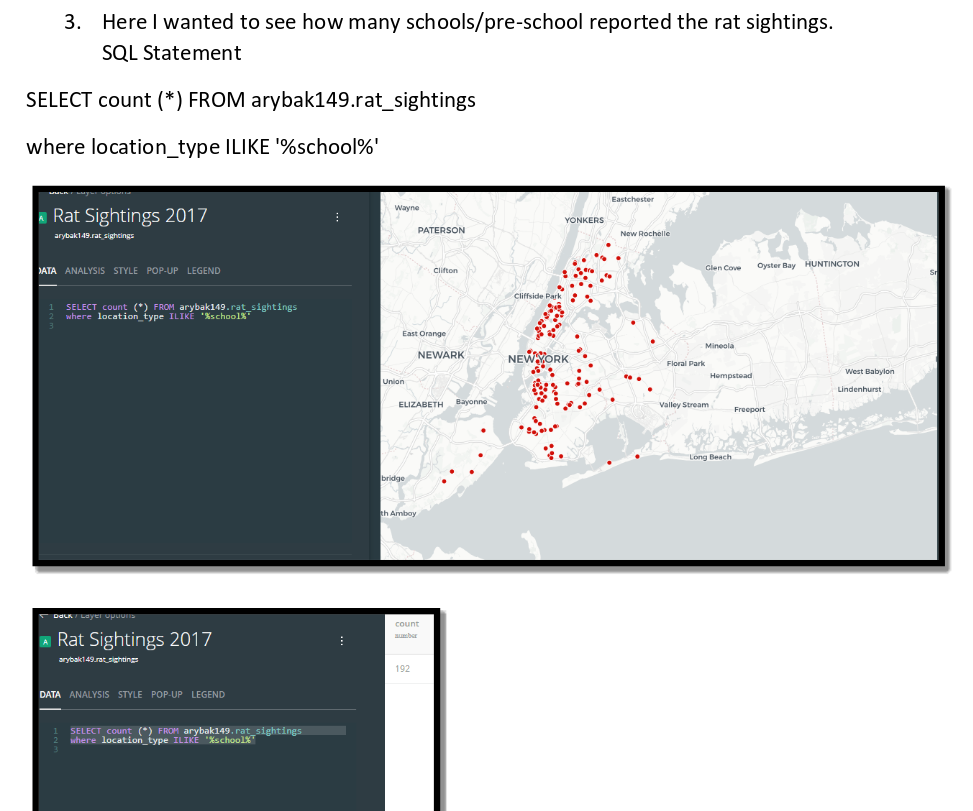 3. Here I wanted to see how many schools/pre-school reported the rat sightings.
SQL Statement
SELECT count (*) FROM arybak149.rat_sightings
where location_type ILIKE '%school%'
Back / Layer Options
Rat Sightings 2017
arybak149.rat_sightings
DATA ANALYSIS STYLE POP-UP LEGEND
1 SELECT count (*) FROM arybak149.rat_sightings
2 where location_type ILIKE '%school%'
3
Eastchester
Wayne
YONKERS
PATERSON
New Rochelle
Glen Cove
Oyster Bay
HUNTINGTON
Clifton
Cliffside Park
East Orange
Mineola
NEWARK
NEW YORK
Floral Park
Hempstead
West Babylon
Union
Lindenhurst
ELIZABETH
Bayonne
Valley Stream
Freeport
Long Beach
bridge
th Amboy
← Back / Layer Options
A Rat Sightings 2017
arybak149.rat_sightings
DATA ANALYSIS STYLE POP-UP LEGEND
1 SELECT count (*) FROM arybak149.rat_sightings
2 where location_type ILIKE '%school%'
3
count
number
192